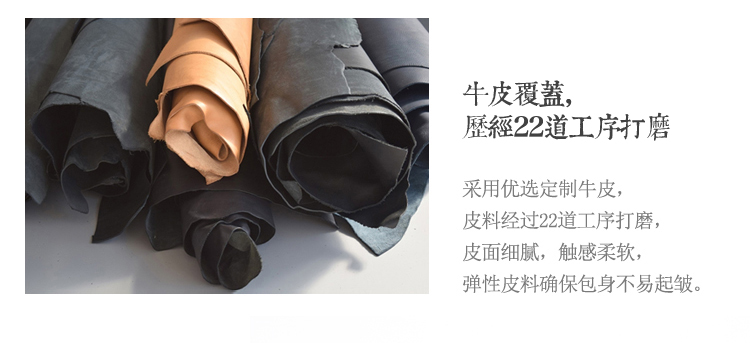 牛皮覆蓋，
歷經22道工序打磨
采用优选定制牛皮，
皮料经过22道工序打磨，
皮面细腻，触感柔软，
弹性皮料确保包身不易起皱。